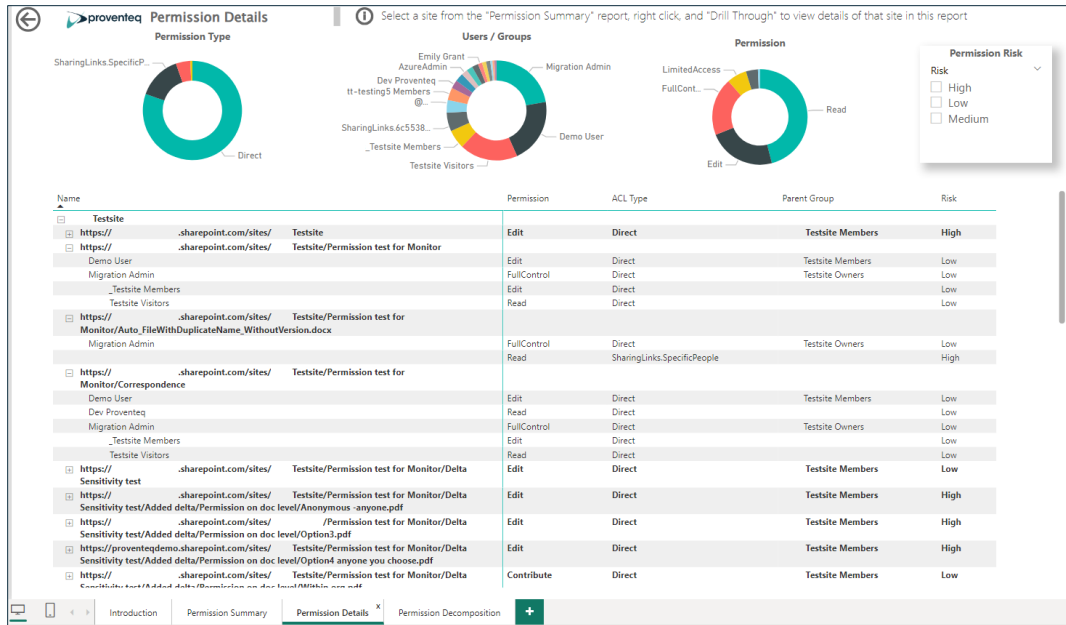 proventeq Permission Details
Select a site from the "Permission Summary" report, right click, and "Drill Through" to view details of that site in this report
Permission Type
SharingLinks.SpecificP...
Direct
Users / Groups
Emily Grant
AzureAdmin
Dev Proventeq
tt-testing5 Members
@...
SharingLinks.6c5538...
_Testsite Members
Testsite Visitors
Migration Admin
Demo User
Permission
LimitedAccess
FullCont...
Edit
Read
Permission Risk
Risk
High
Low
Medium
Name Permission ACL Type Parent Group Risk
Testsite
https:// .sharepoint.com/sites/ Testsite Edit Direct Testsite Members High
https:// .sharepoint.com/sites/ Testsite/Permission test for Monitor
Demo User Edit Direct Testsite Members Low
Migration Admin FullControl Direct Testsite Owners Low
_Testsite Members Edit Direct Low
Testsite Visitors Read Direct Low
https:// .sharepoint.com/sites/ Testsite/Permission test for
Monitor/Auto_FileWithDuplicateName_WithoutVersion.docx
Migration Admin FullControl Direct Testsite Owners Low
Read SharingLinks.SpecificPeople High
https:// .sharepoint.com/sites/ Testsite/Permission test for
Monitor/Correspondence
Demo User Edit Direct Testsite Members Low
Dev Proventeq Read Direct Low
Migration Admin FullControl Direct Testsite Owners Low
_Testsite Members Edit Direct Low
Testsite Visitors Read Direct Low
https:// .sharepoint.com/sites/ Testsite/Permission test for Monitor/Delta Edit Direct Testsite Members Low
Sensitivity test
https:// .sharepoint.com/sites/ Testsite/Permission test for Monitor/Delta Edit Direct Testsite Members High
Sensitivity test/Added delta/Permission on doc level/Anonymous -anyone.pdf
https:// .sharepoint.com/sites/ /Permission test for Monitor/Delta Edit Direct Testsite Members High
Sensitivity test/Added delta/Permission on doc level/Option3.pdf
https://proventeqdemo.sharepoint.com/sites/ Testsite/Permission test for Monitor/Delta Edit Direct Testsite Members High
Sensitivity test/Added delta/Permission on doc level/Option4 anyone you choose.pdf
https:// .sharepoint.com/sites/ Testsite/Permission test for Monitor/Delta Contribute Direct Testsite Members Low
Sensitivity test/Added delta/Permission on doc level/Within org.pdf
Introduction Permission Summary Permission Details x Permission Decomposition +